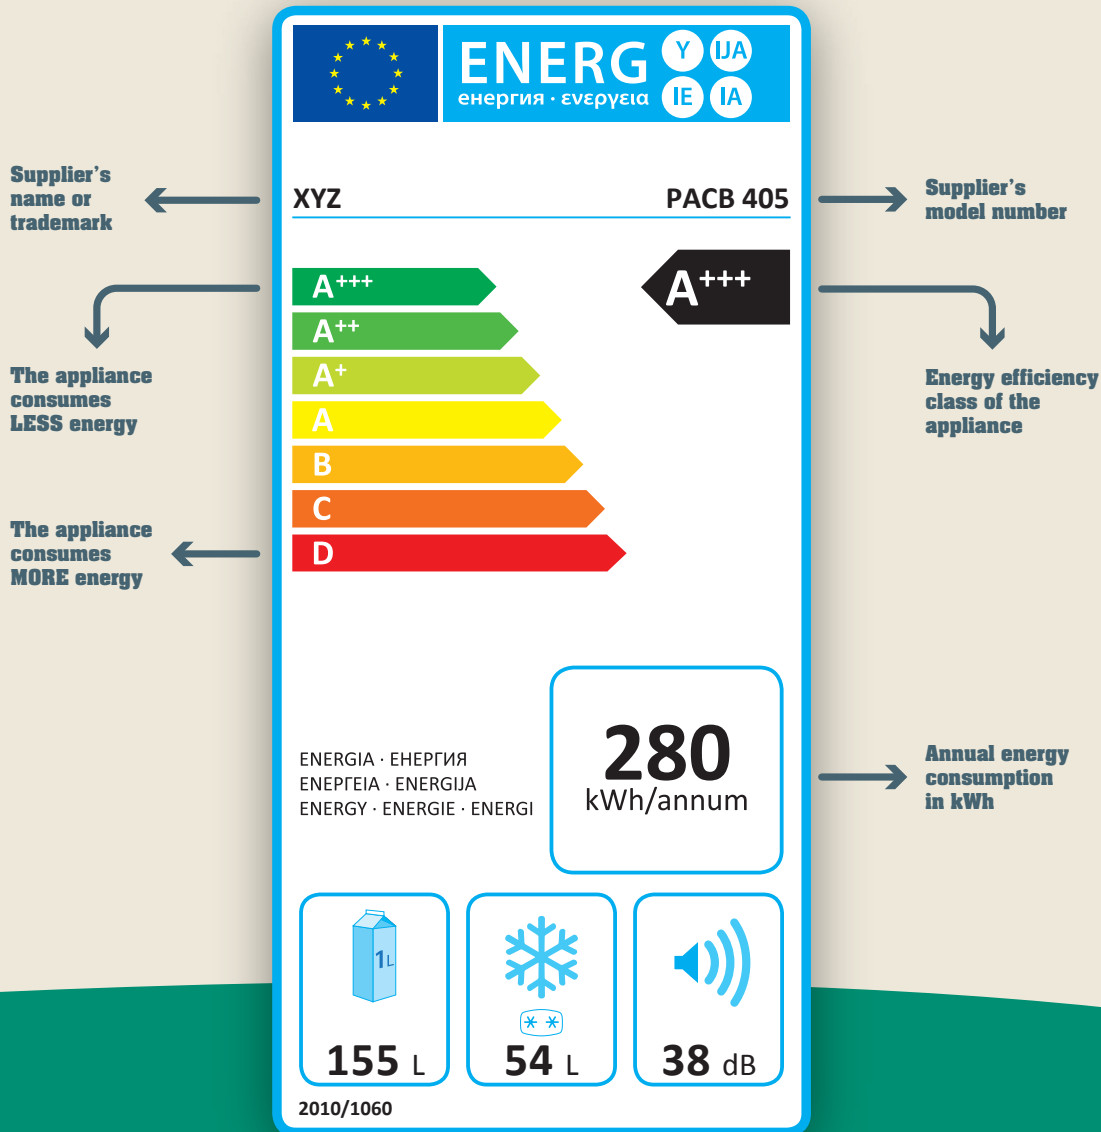 ENERG Y IJA
енергия · ενεργεια IE IA
Supplier's
name or
trademark
XYZ
PACB 405
Supplier's
model number
A+++
A++
A+
A
B
C
D
A+++
The appliance
consumes
LESS energy
Energy efficiency
class of the
appliance
The appliance
consumes
MORE energy
ENERGIA · ЕНЕРГИЯ
ΕΝΕΡΓΕΙΑ · ENERGIJA
ENERGY · ENERGIE · ENERGI
280
kWh/annum
Annual energy
consumption
in kWh
1L
155 L
54 L
38 dB
2010/1060